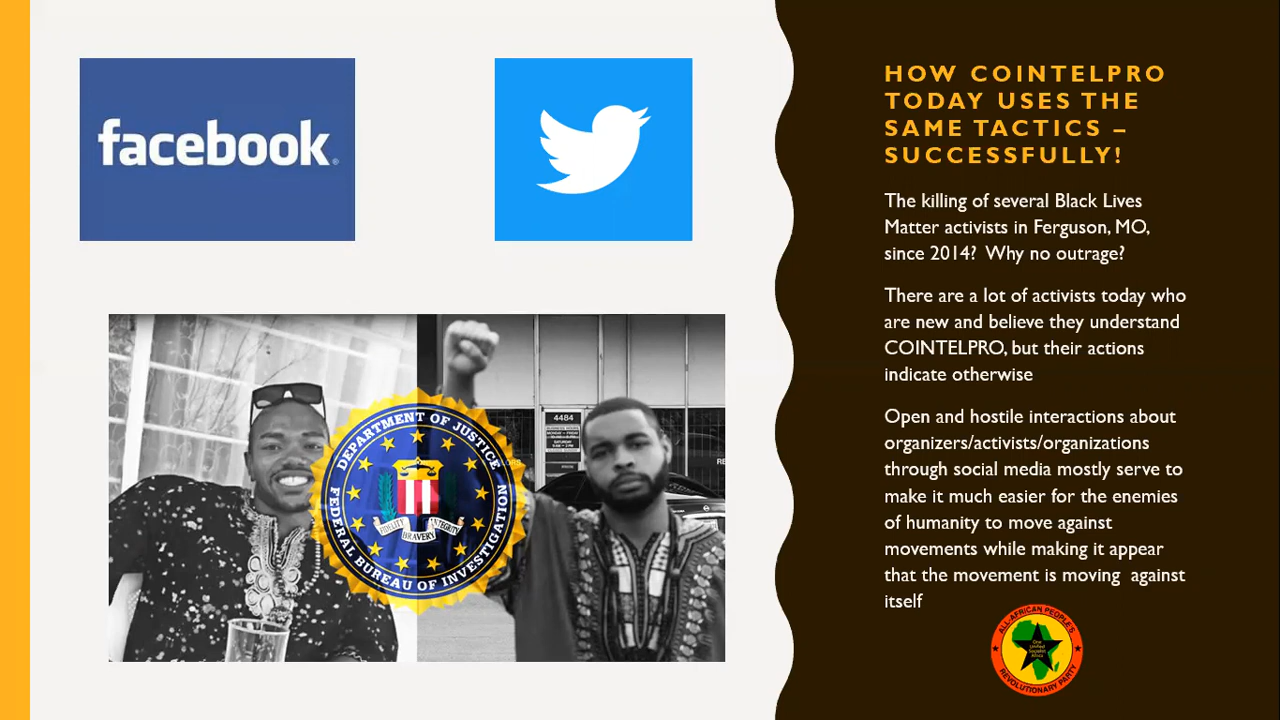 facebook
HOW COINTELPRO
TODAY USES THE
SAME TACTICS –
SUCCESSFULLY!
The killing of several Black Lives
Matter activists in Ferguson, MO,
since 2014?  Why no outrage?
There are a lot of activists today who
are new and believe they understand
COINTELPRO, but their actions
indicate otherwise
Open and hostile interactions about
organizers/activists/organizations
through social media mostly serve to
make it much easier for the enemies
of humanity to move against
movements while making it appear
that the movement is moving  against
itself
DEPARTMENT OF JUSTICE
FIDELITY BRAVERY INTEGRITY
FEDERAL BUREAU OF INVESTIGATION
4484
ALL-AFRICAN PEOPLE'S
One
Unified
Socialist
Africa
REVOLUTIONARY PARTY